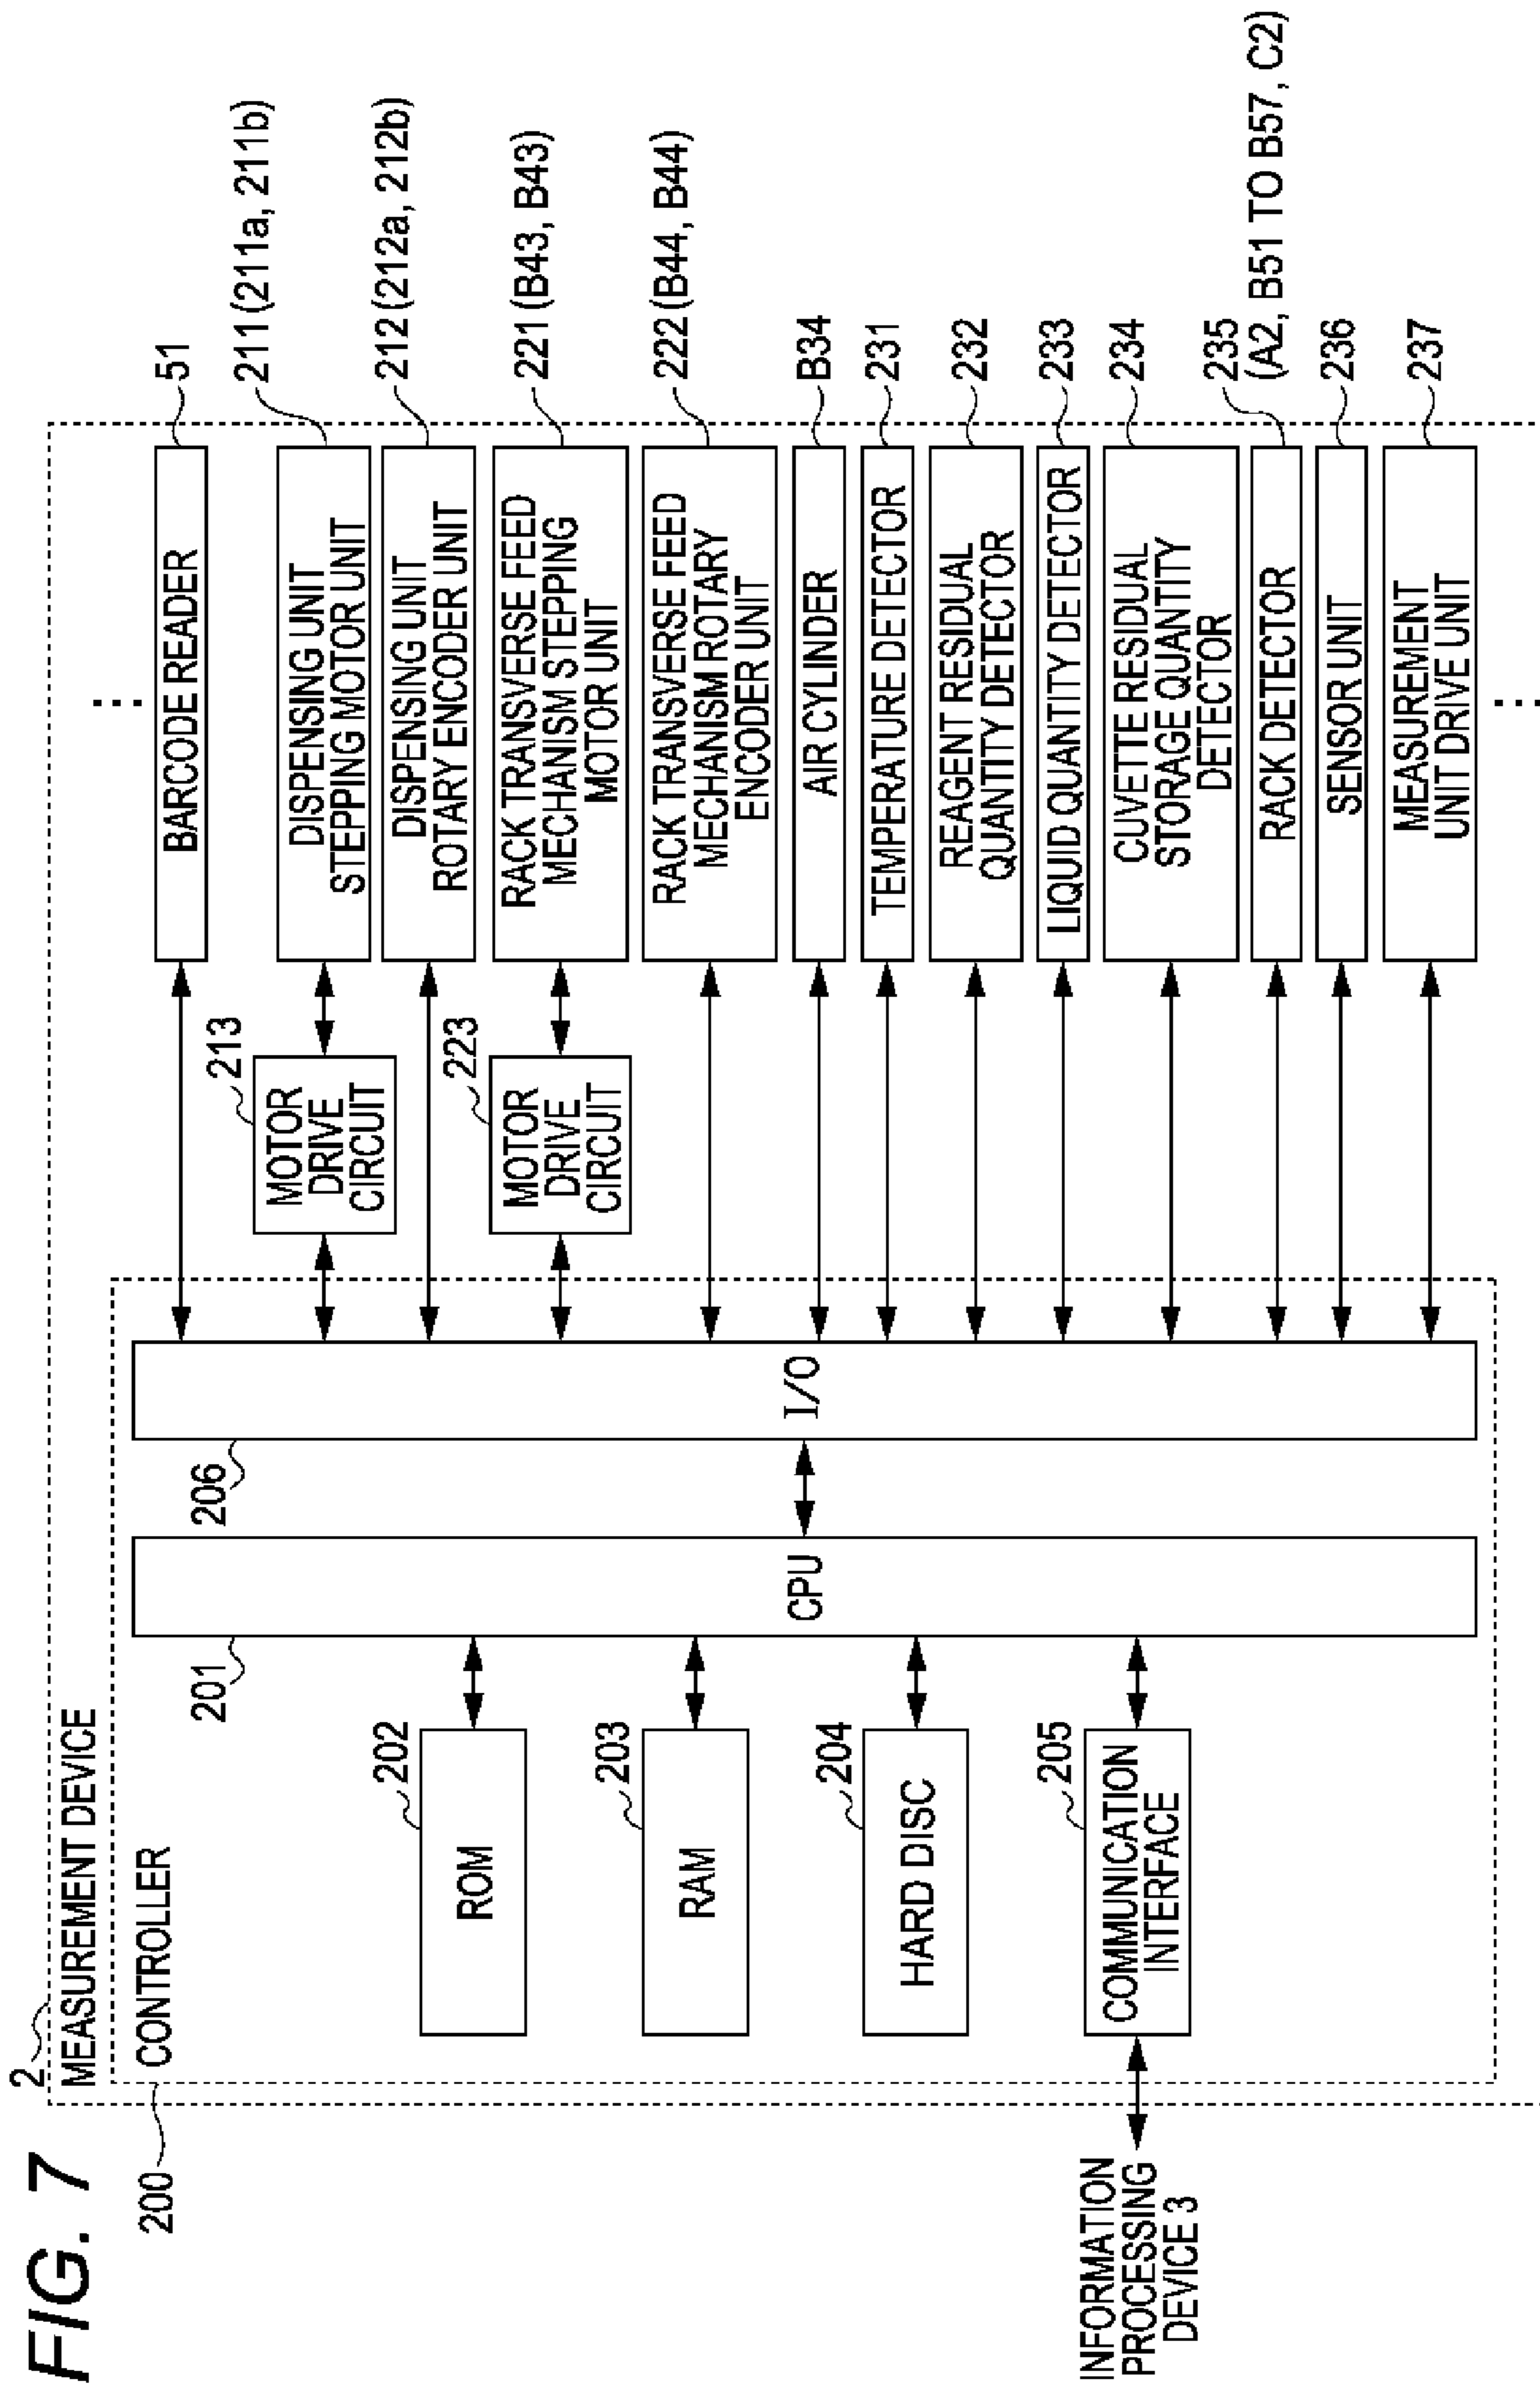 FIG. 7
2
MEASUREMENT DEVICE
200
CONTROLLER
INFORMATION
PROCESSING
DEVICE 3
202
ROM
203
RAM
204
HARD DISC
205
COMMUNICATION
INTERFACE
201
CPU
206
I/O
213
MOTOR
DRIVE
CIRCUIT
223
MOTOR
DRIVE
CIRCUIT
BARCODE READER
51
DISPENSING UNIT
STEPPING MOTOR UNIT
211 (211a, 211b)
DISPENSING UNIT
ROTARY ENCODER UNIT
212 (212a, 212b)
RACK TRANSVERSE FEED
MECHANISM STEPPING
MOTOR UNIT
221 (B43, B43)
RACK TRANSVERSE FEED
MECHANISM ROTARY
ENCODER UNIT
222 (B44, B44)
AIR CYLINDER
B34
TEMPERATURE DETECTOR
231
REAGENT RESIDUAL
QUANTITY DETECTOR
232
LIQUID QUANTITY DETECTOR
233
CUVETTE RESIDUAL
STORAGE QUANTITY
DETECTOR
234
RACK DETECTOR
235
(A2, B51 TO B57, C2)
SENSOR UNIT
236
MEASUREMENT
UNIT DRIVE UNIT
237